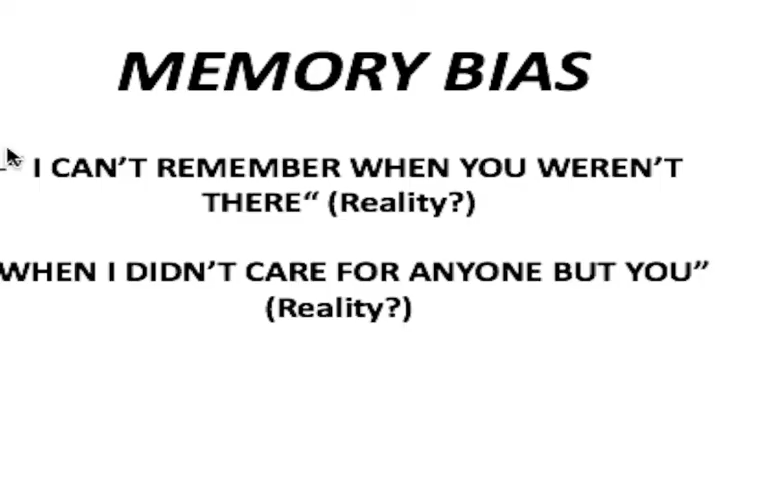 MEMORY BIAS
I CAN’T REMEMBER WHEN YOU WEREN’T
THERE“ (Reality?)
WHEN I DIDN’T CARE FOR ANYONE BUT YOU”
(Reality?)